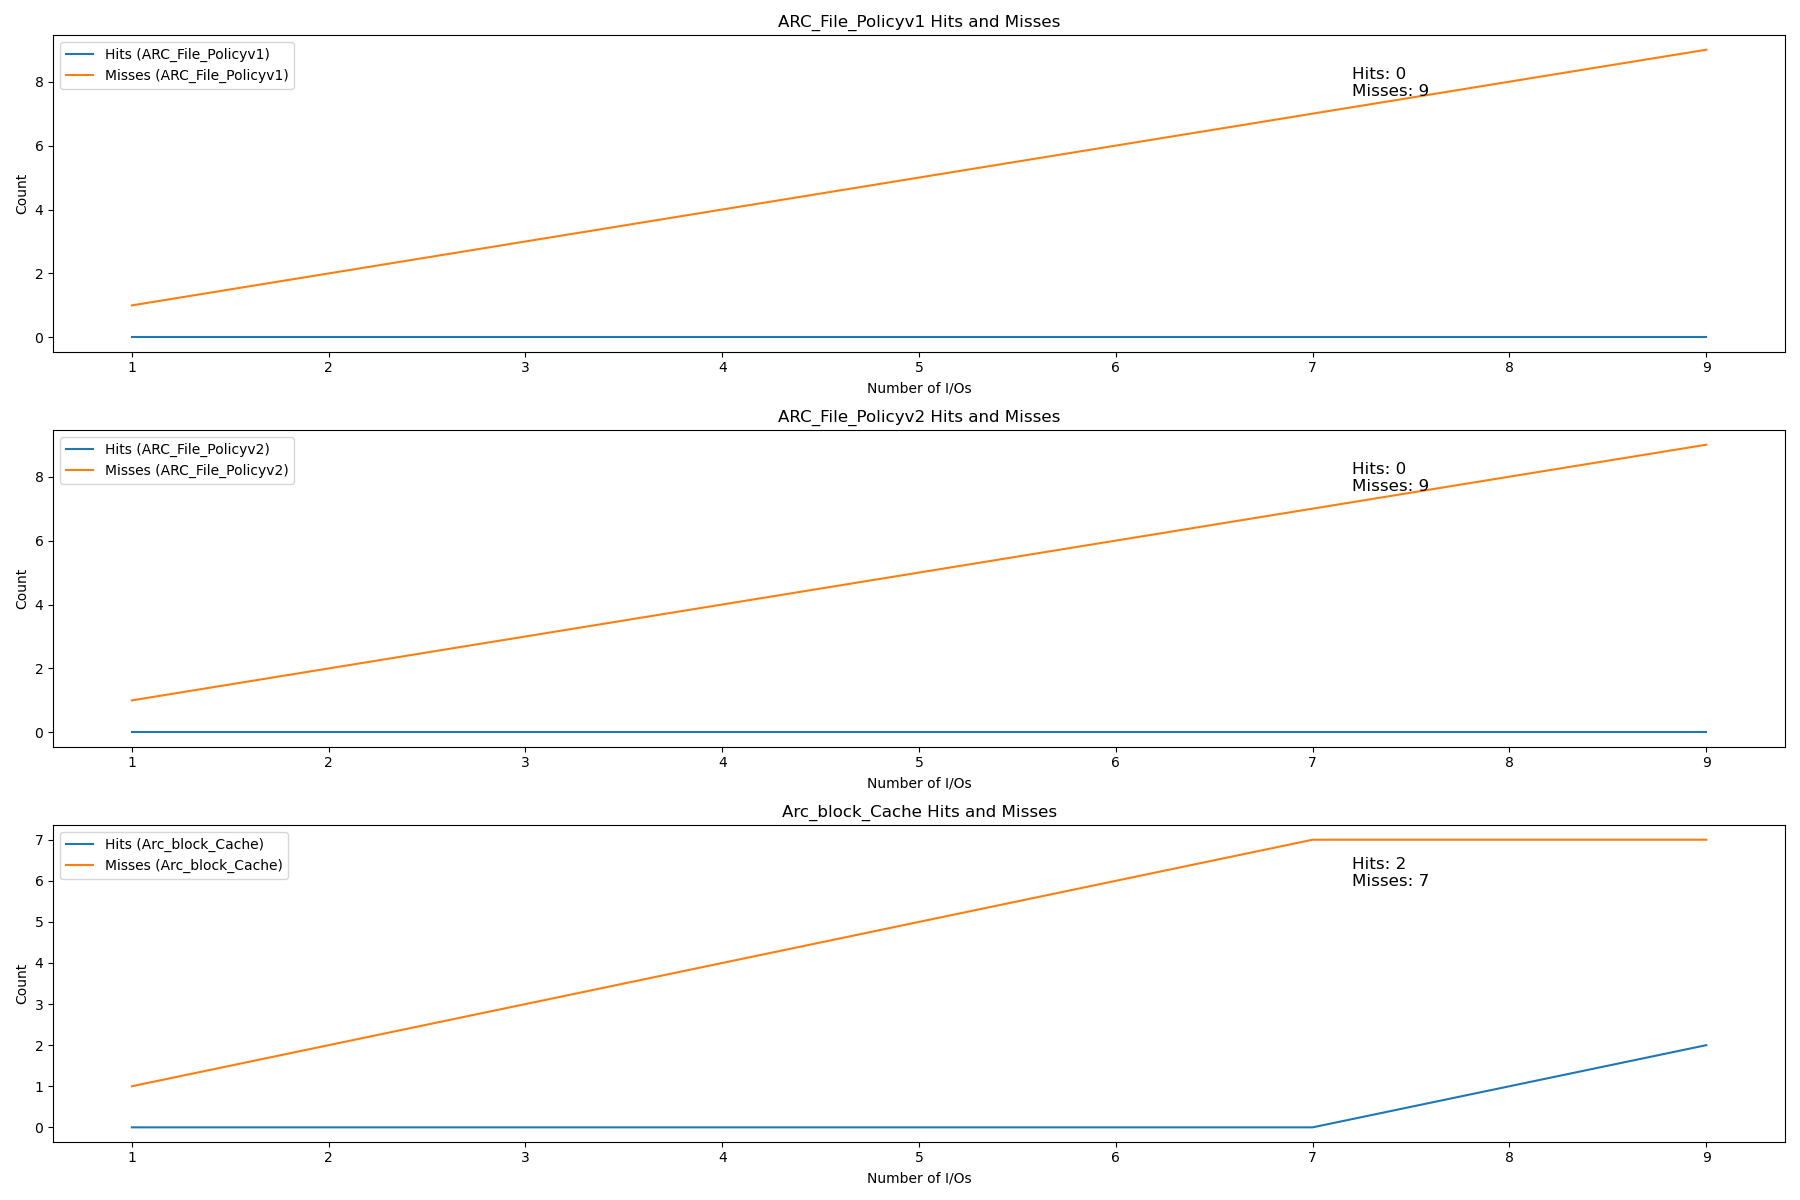 ARC_File_Policyv1 Hits and Misses
Hits (ARC_File_Policyv1)
Misses (ARC_File_Policyv1)
Hits: 0
Misses: 9
8
6
4
2
0
Count
1 2 3 4 5 6 7 8 9
Number of I/Os
ARC_File_Policyv2 Hits and Misses
Hits (ARC_File_Policyv2)
Misses (ARC_File_Policyv2)
Hits: 0
Misses: 9
8
6
4
2
0
Count
1 2 3 4 5 6 7 8 9
Number of I/Os
Arc_block_Cache Hits and Misses
Hits (Arc_block_Cache)
Misses (Arc_block_Cache)
Hits: 2
Misses: 7
7
6
5
4
3
2
1
0
Count
1 2 3 4 5 6 7 8 9
Number of I/Os